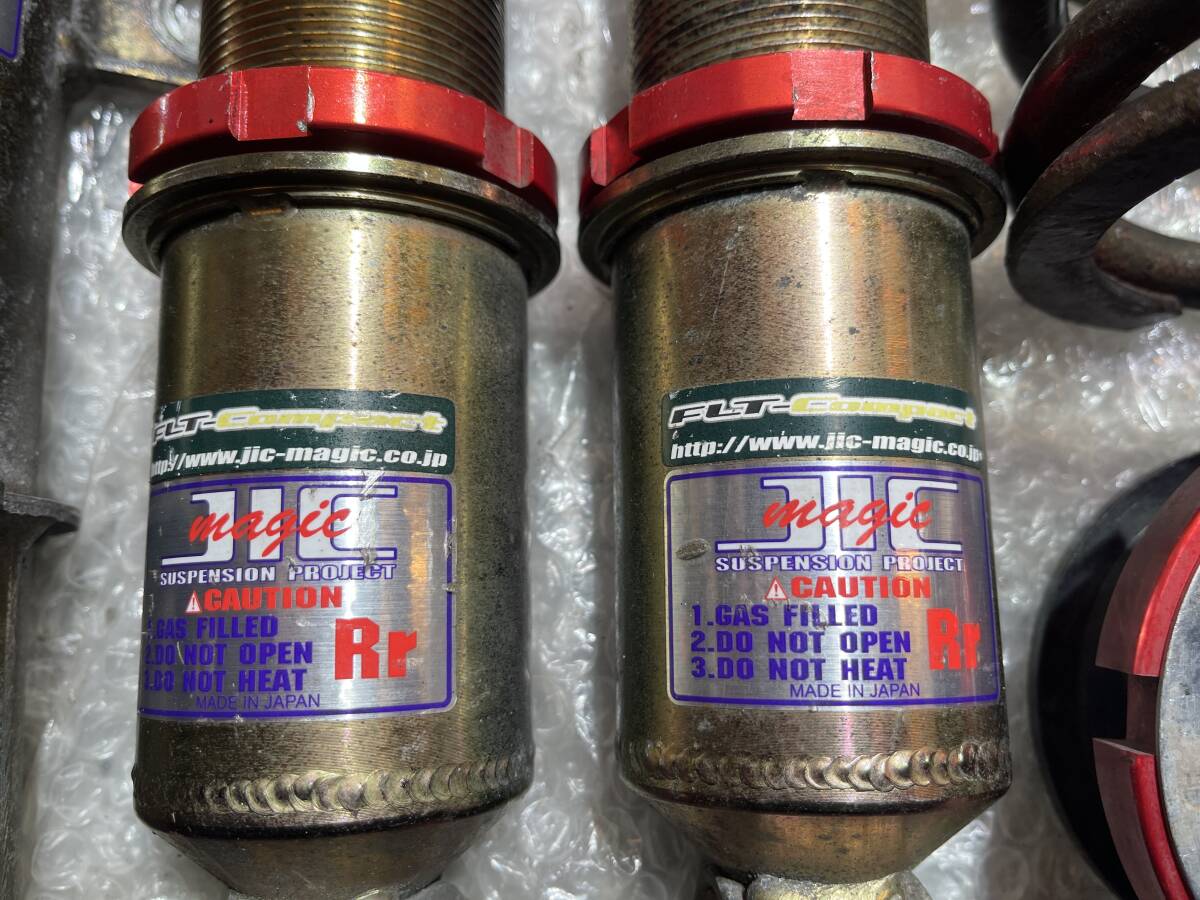 FLT-Compact
http://www.jic-magic.co.jp
JIC
magic
SUSPENSION PROJECT
CAUTION
1.GAS FILLED
2.DO NOT OPEN
3.DO NOT HEAT
Rr
MADE IN JAPAN
FLT-Compact
http://www.jic-magic.co.jp
JIC
magic
SUSPENSION PROJECT
CAUTION
1.GAS FILLED
2.DO NOT OPEN
3.DO NOT HEAT
Rr
MADE IN JAPAN